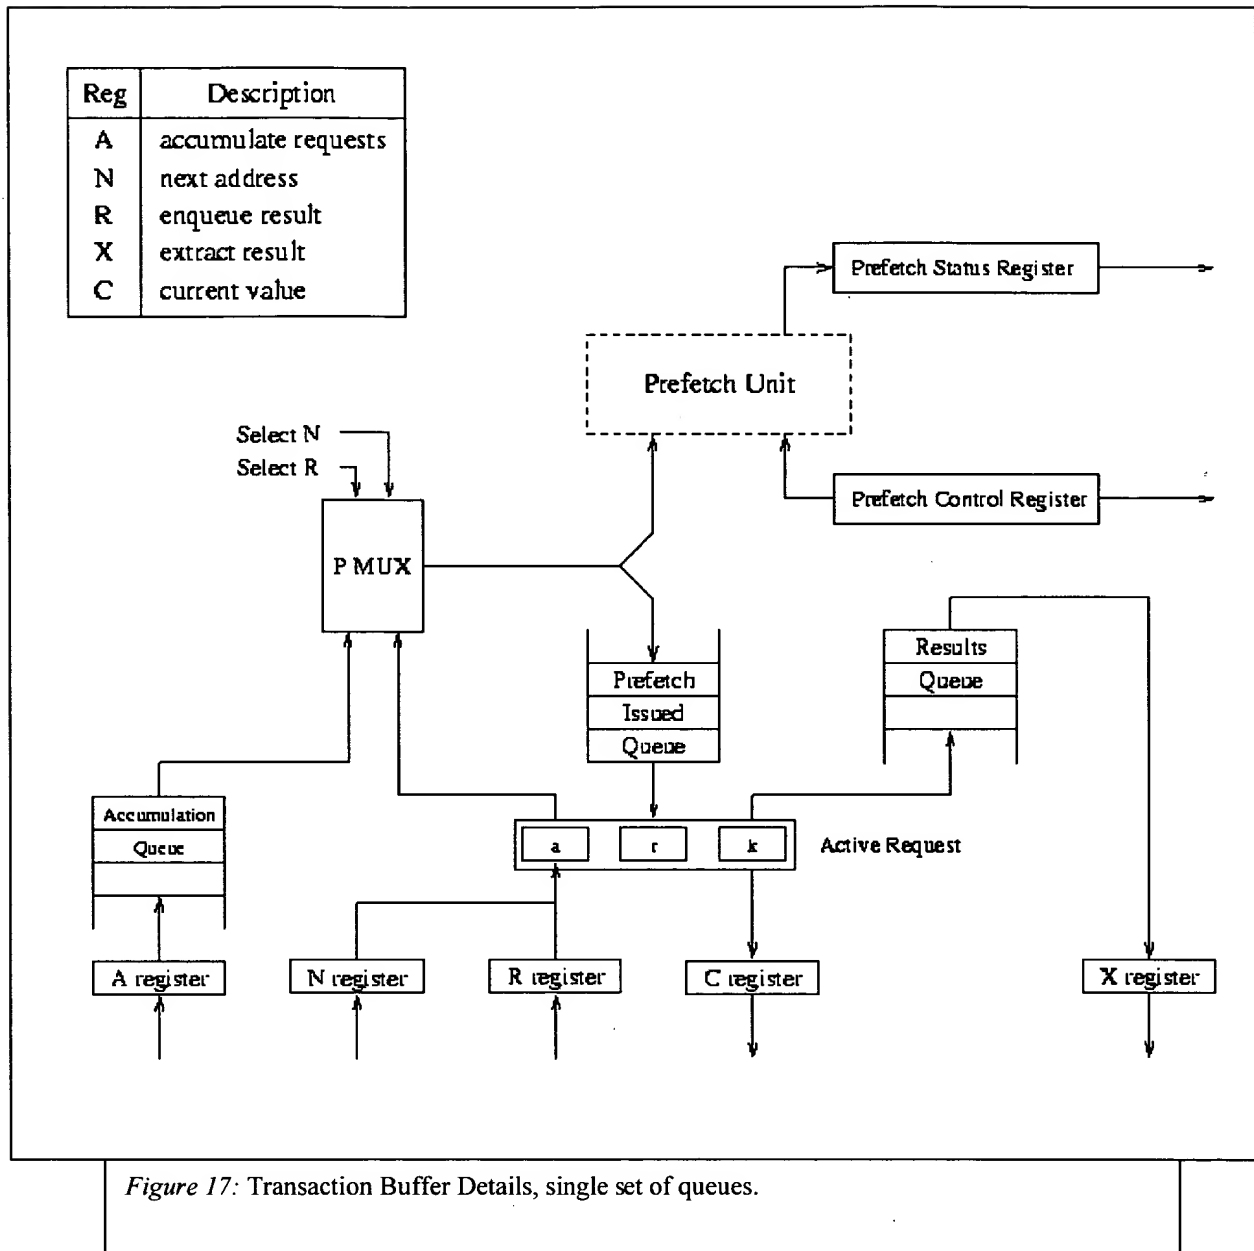 Reg Description
A accumulate requests
N next address
R enqueue result
X extract result
C current value
Prefetch Status Register
Prefetch Unit
Select N
Select R
Prefetch Control Register
P MUX
Results
Queue
Prefetch
Issued
Queue
Accumulation
Queue
a r k Active Request
A register N register R register C register X register
Figure 17: Transaction Buffer Details, single set of queues.